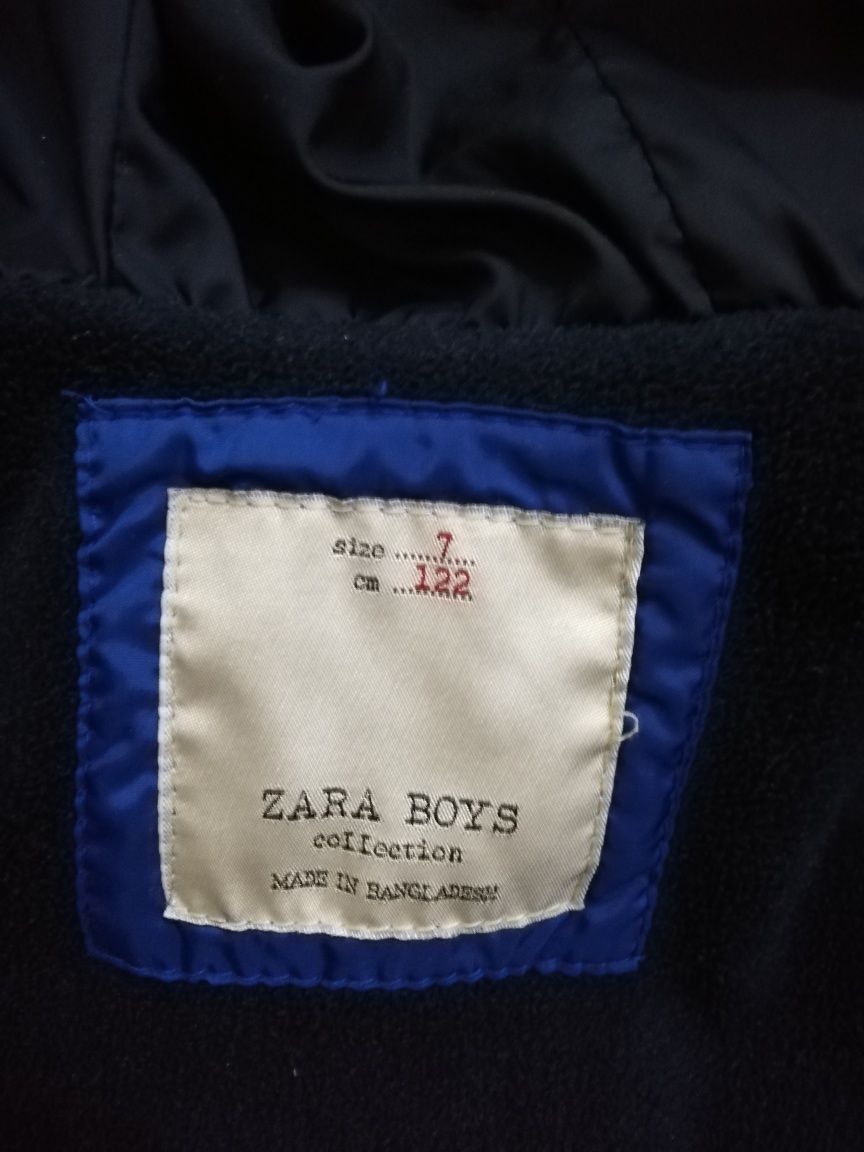 size ......7....
cm ...122
ZARA BOYS
collection
MADE IN BANGLADESH